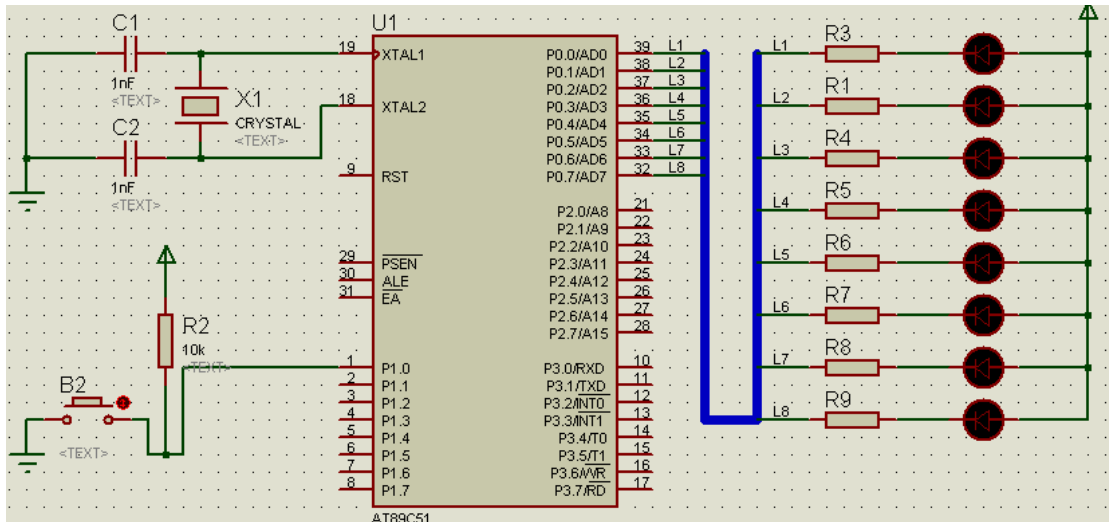 C1
1nF
<TEXT>
X1
CRYSTAL
<TEXT>
C2
1nF
<TEXT>
R2
10k
<TEXT>
B2
<TEXT>
U1
19 XTAL1
18 XTAL2
9 RST
29 PSEN
30 ALE
31 EA
1 P1.0
2 P1.1
3 P1.2
4 P1.3
5 P1.4
6 P1.5
7 P1.6
8 P1.7
P0.0/AD0 39 L1
P0.1/AD1 38 L2
P0.2/AD2 37 L3
P0.3/AD3 36 L4
P0.4/AD4 35 L5
P0.5/AD5 34 L6
P0.6/AD6 33 L7
P0.7/AD7 32 L8
P2.0/A8 21
P2.1/A9 22
P2.2/A10 23
P2.3/A11 24
P2.4/A12 25
P2.5/A13 26
P2.6/A14 27
P2.7/A15 28
P3.0/RXD 10
P3.1/TXD 11
P3.2/INT0 12
P3.3/INT1 13
P3.4/T0 14
P3.5/T1 15
P3.6/WR 16
P3.7/RD 17
AT89C51
L1 R3
L2 R1
L3 R4
L4 R5
L5 R6
L6 R7
L7 R8
L8 R9